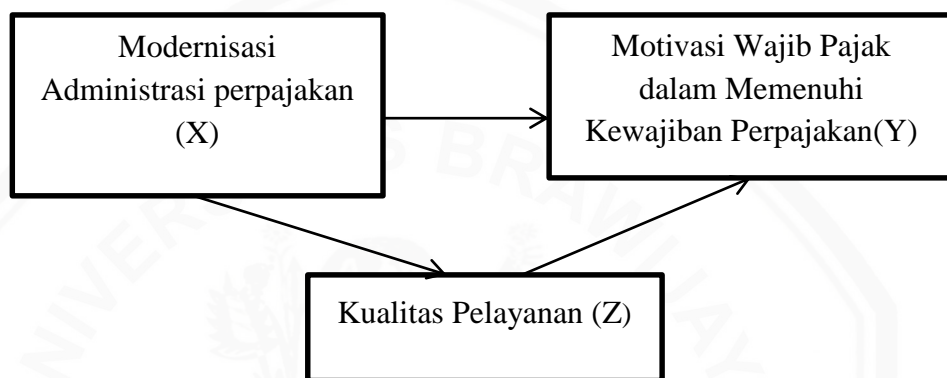 Modernisasi
Administrasi perpajakan
(X)
Motivasi Wajib Pajak
dalam Memenuhi
Kewajiban Perpajakan(Y)
Kualitas Pelayanan (Z)